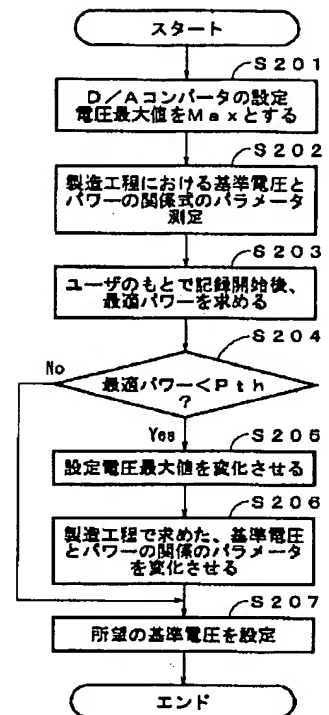 スタート
S201
D/Aコンバータの設定
電圧最大値をMaxとする
S202
製造工程における基準電圧と
パワーの関係式のパラメータ
測定
S203
ユーザのもとで記録開始後、
最適パワーを求める
S204
No
最適パワー<Pth
?
Yes
S205
設定電圧最大値を変化させる
S206
製造工程で求めた、基準電圧
とパワーの関係のパラメータ
を変化させる
S207
所望の基準電圧を設定
エンド